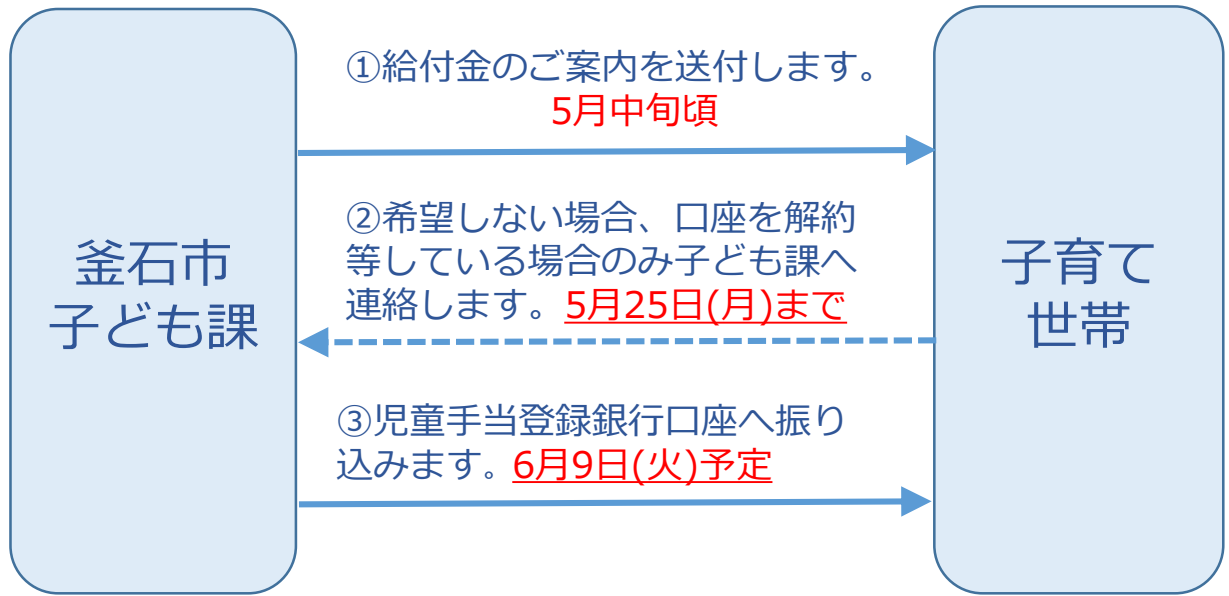 釜石市
子ども課
①給付金のご案内を送付します。
5月中旬頃
②希望しない場合、口座を解約
等している場合のみ子ども課へ
連絡します。5月25日(月)まで
③児童手当登録銀行口座へ振り
込みます。6月9日(火)予定
子育て
世帯